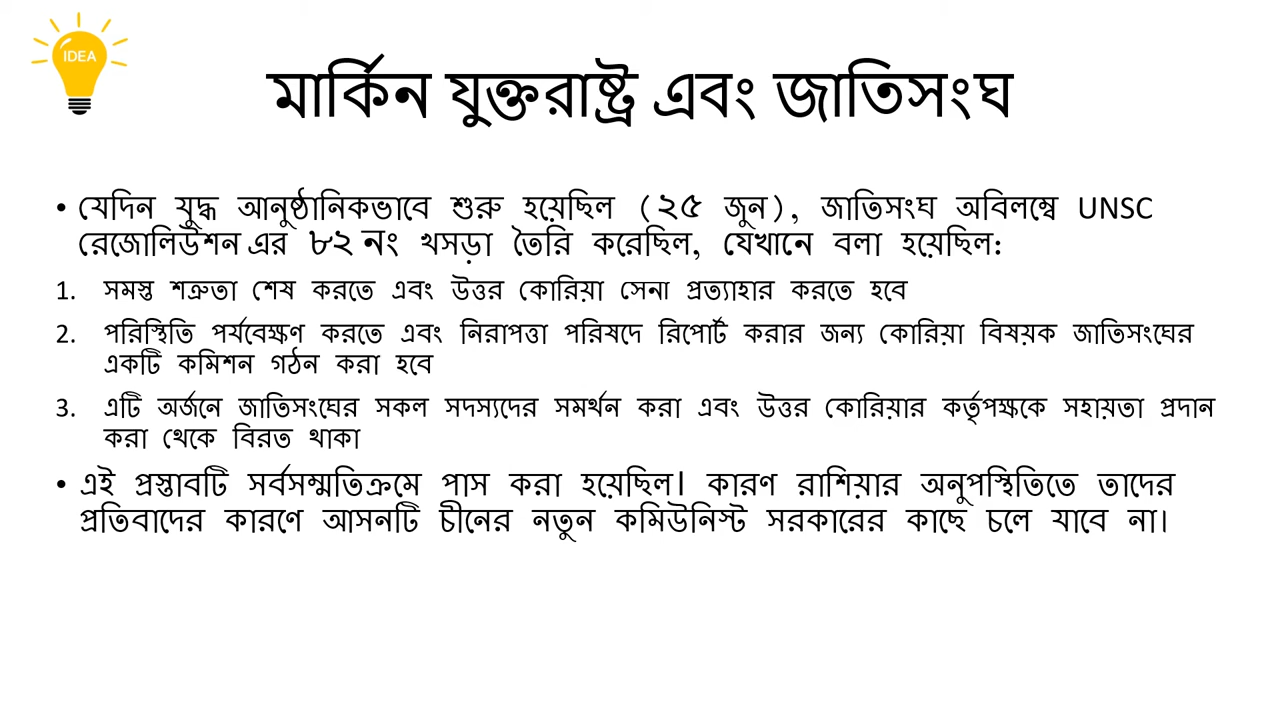 IDEA
মার্কিন যুক্তরাষ্ট্র এবং জাতিসংঘ
• যেদিন যুদ্ধ আনুষ্ঠানিকভাবে শুরু হয়েছিল (২৫ জুন), জাতিসংঘ অবিলম্বে UNSC
রেজোলিউশন এর ৮২ নং খসড়া তৈরি করেছিল, যেখানে বলা হয়েছিল:
1. সমস্ত শত্রুতা শেষ করতে এবং উত্তর কোরিয়া সেনা প্রত্যাহার করতে হবে
2. পরিস্থিতি পর্যবেক্ষণ করতে এবং নিরাপত্তা পরিষদে রিপোর্ট করার জন্য কোরিয়া বিষয়ক জাতিসংঘের
একটি কমিশন গঠন করা হবে
3. এটি অর্জনে জাতিসংঘের সকল সদস্যদের সমর্থন করা এবং উত্তর কোরিয়ার কর্তৃপক্ষকে সহায়তা প্রদান
করা থেকে বিরত থাকা
• এই প্রস্তাবটি সর্বসম্মতিক্রমে পাস করা হয়েছিল। কারণ রাশিয়ার অনুপস্থিতিতে তাদের
প্রতিবাদের কারণে আসনটি চীনের নতুন কমিউনিস্ট সরকারের কাছে চলে যাবে না।